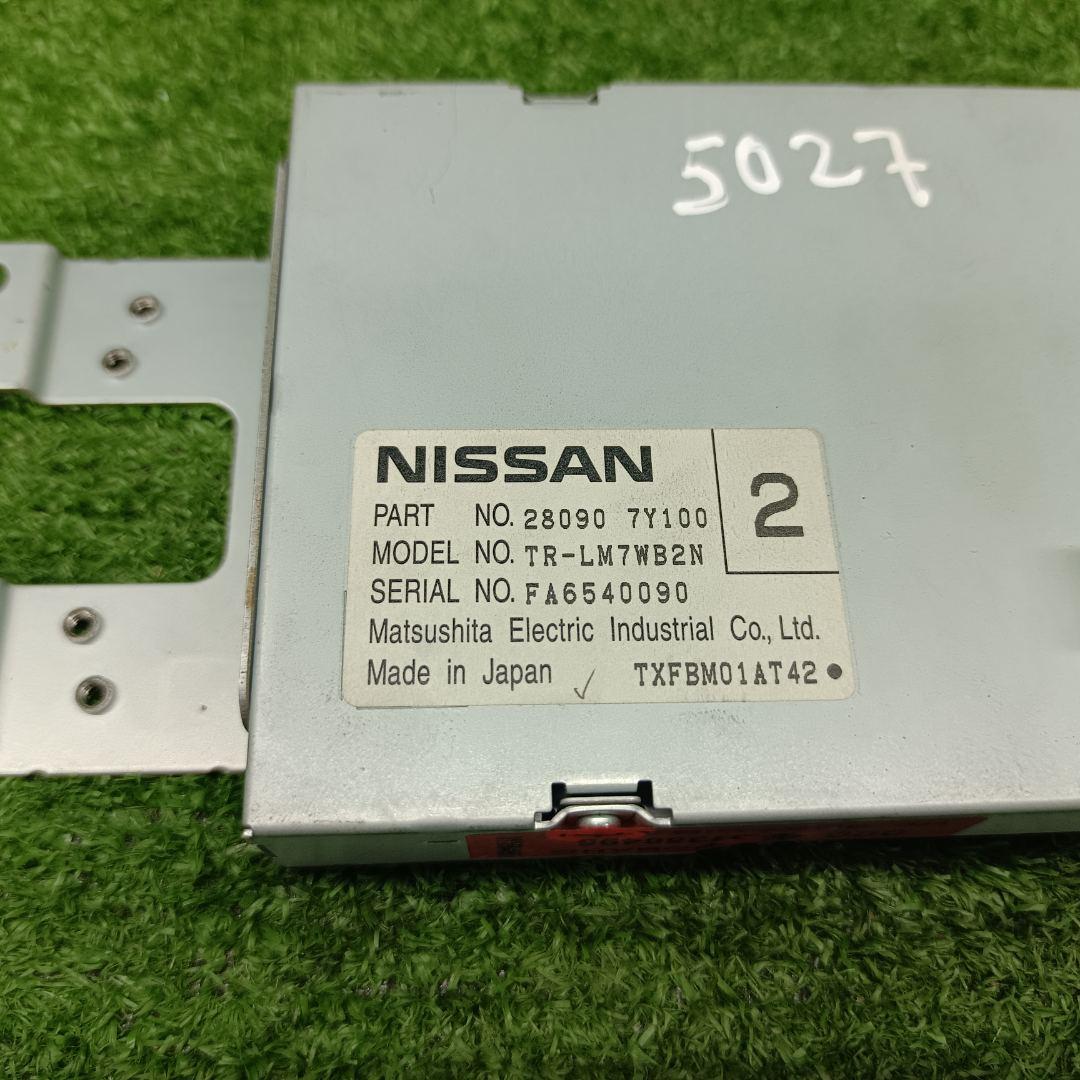 5027
NISSAN
2
PART NO. 28090 7Y100
MODEL NO. TR-LM7WB2N
SERIAL NO. FA6540090
Matsushita Electric Industrial Co., Ltd.
Made in Japan TXFBM01AT42